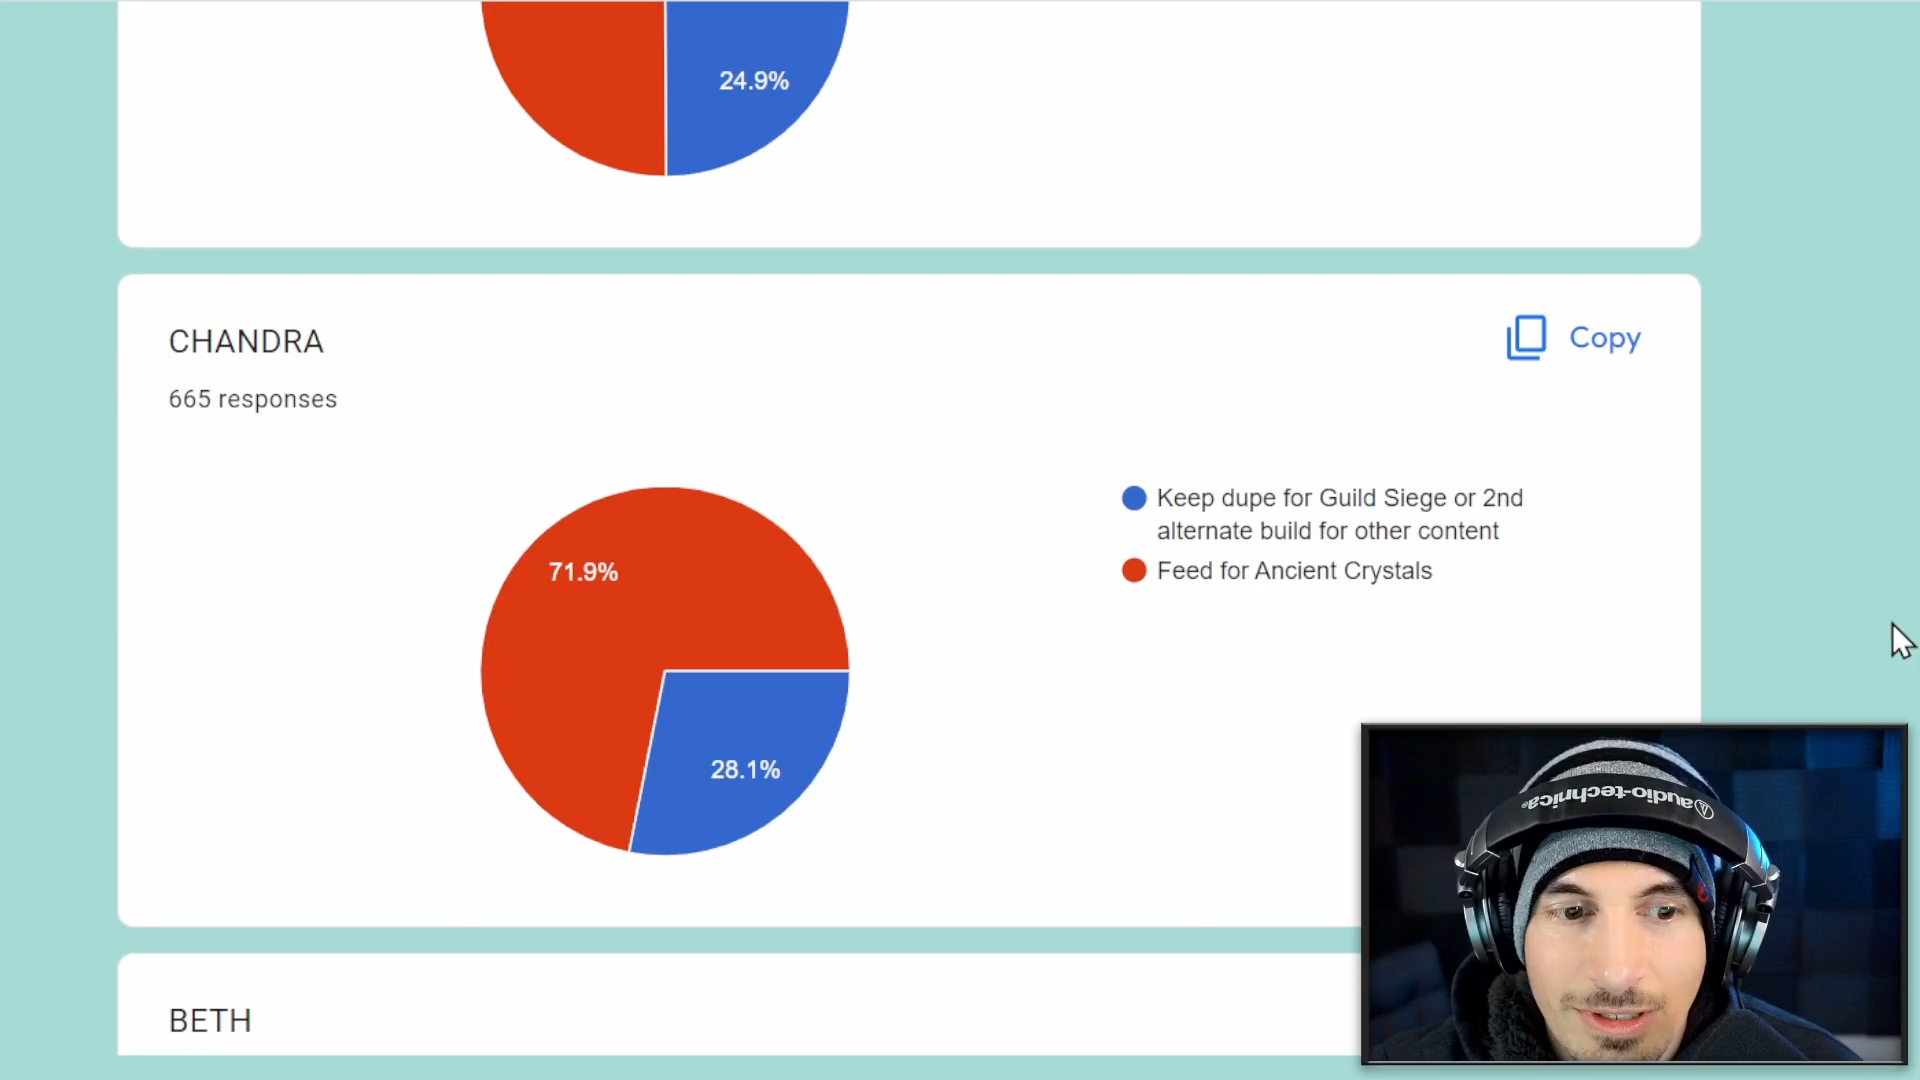 24.9%
CHANDRA
Copy
665 responses
Keep dupe for Guild Siege or 2nd
alternate build for other content
Feed for Ancient Crystals
71.9%
28.1%
audio-technica
BETH